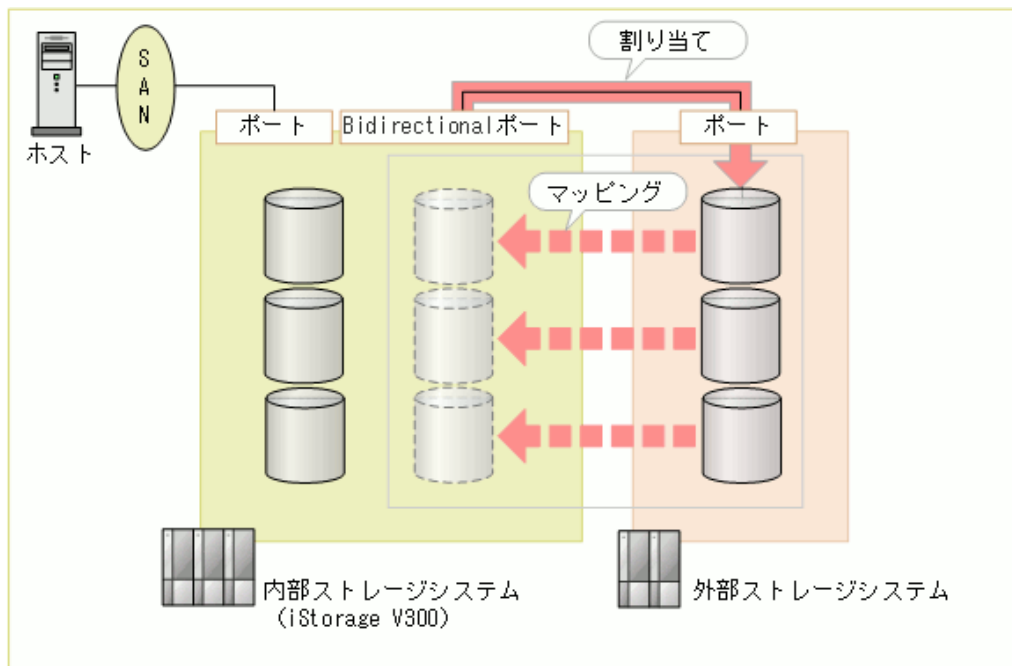 割り当て
SAN
ポート
Bidirectionalポート
ポート
ホスト
マッピング
内部ストレージシステム
(iStorage V300)
外部ストレージシステム